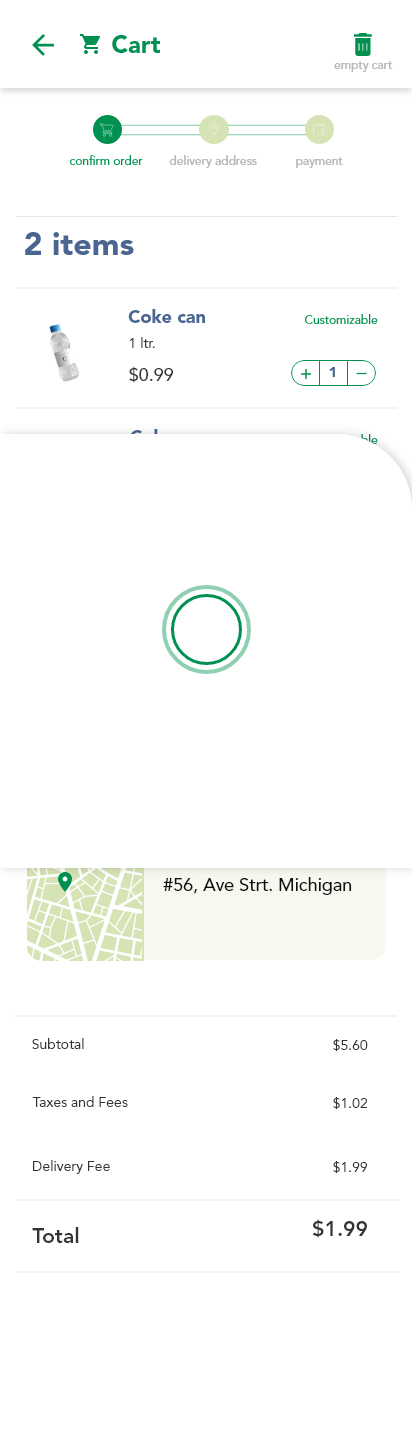 Cart
empty cart
confirm order
delivery address
payment
2 items
Coke can
Customizable
1 ltr.
$0.99
1
#56, Ave Strt. Michigan
Subtotal
$5.60
Taxes and Fees
$1.02
Delivery Fee
$1.99
Total
$1.99